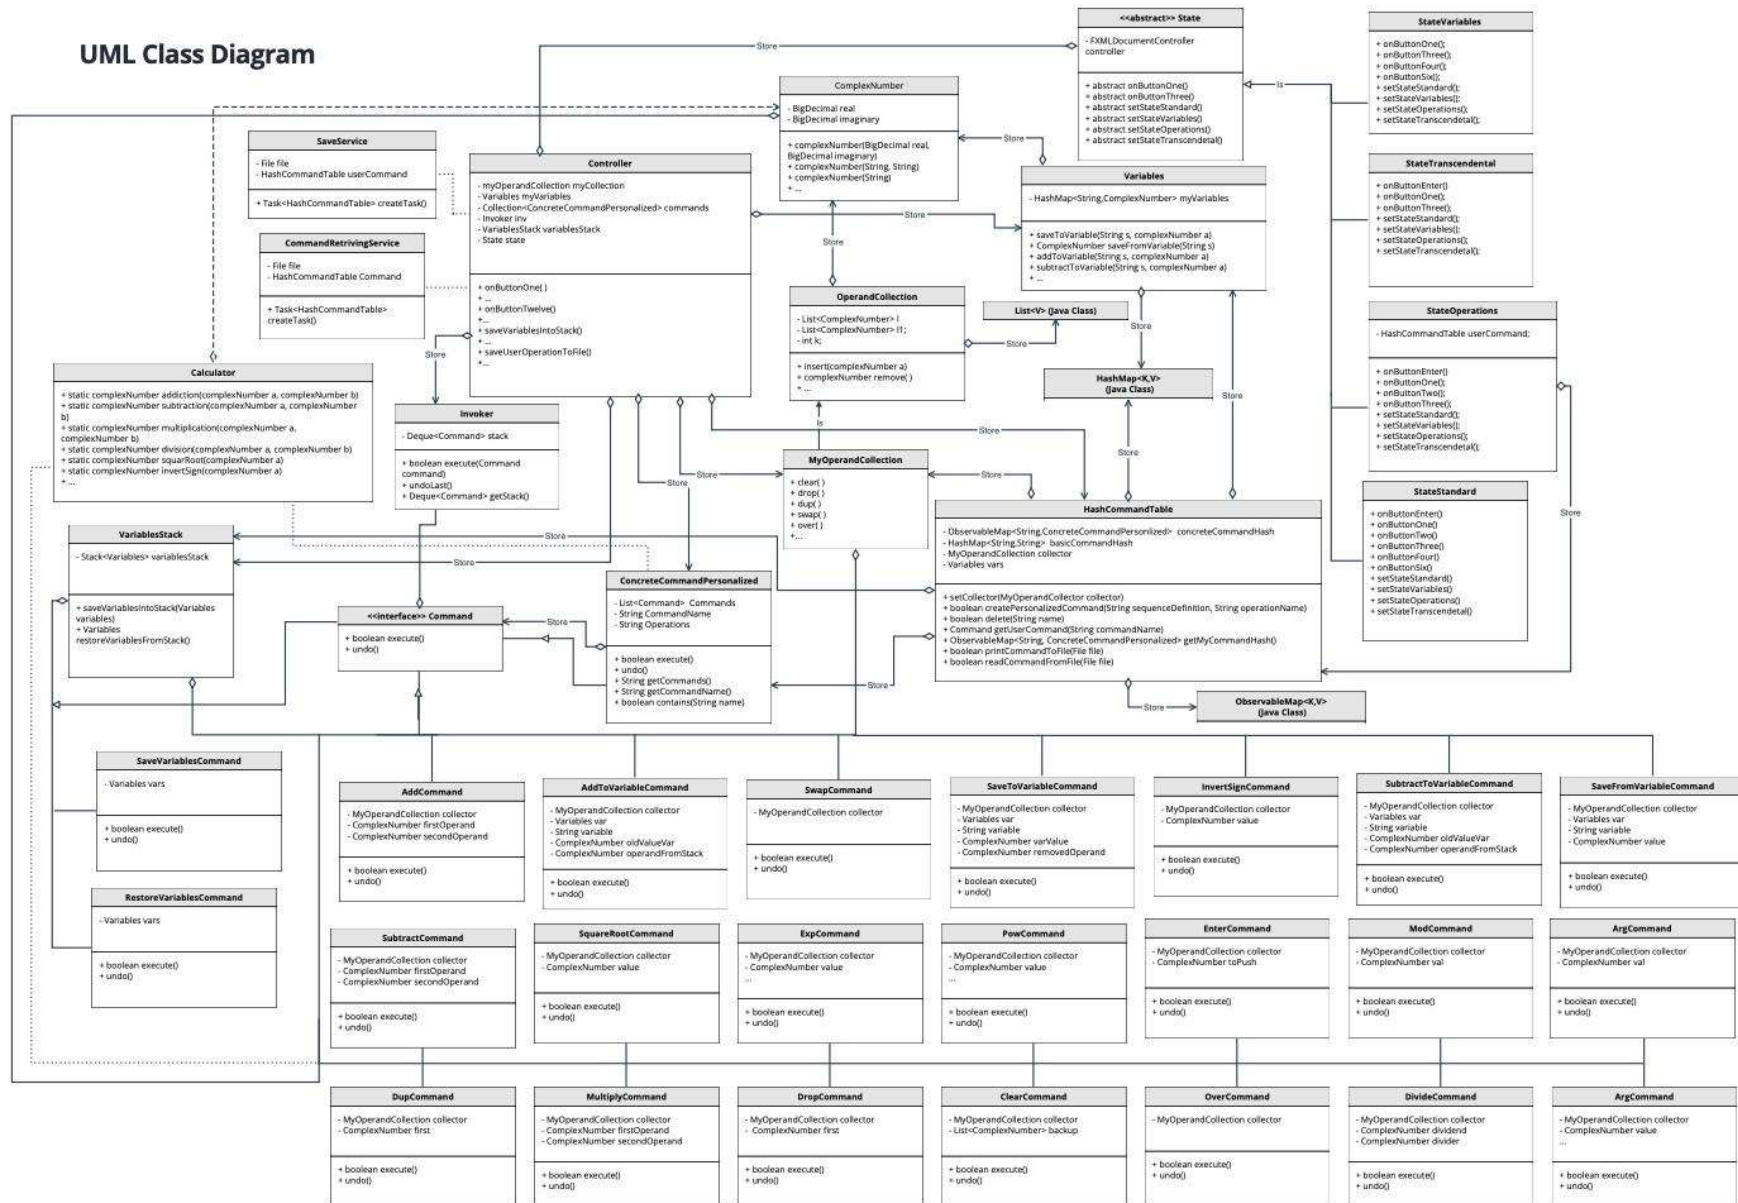 UML Class Diagram
<<abstract>> State
- FXMLDocumentController
controller
+ abstract onButtonOne()
+ abstract onButtonThree()
+ abstract setStateStandard()
+ abstract setStateVariables()
+ abstract setStateOperations()
+ abstract setStateTranscendetal()
StateVariables
+ onButtonOne();
+ onButtonThree();
+ onButtonFour();
+ onButtonSix();
+ setStateStandard();
+ setStateVariables();
+ setStateOperations();
+ setStateTranscendetal();
Store
Is
ComplexNumber
- BigDecimal real
- BigDecimal imaginary
+ complexNumber(BigDecimal real,
BigDecimal imaginary)
+ complexNumber(String, String)
+ complexNumber(String)
+ ...
Store
SaveService
- File file
- HashCommandTable userCommand
+ Task<HashCommandTable> createTask()
Controller
- myOperandCollection myCollection
- Variables myVariables
- Collection<ConcreteCommandPersonalized> commands
- Invoker inv
- VariablesStack variablesStack
- State state
+ onButtonOne( )
+ ...
+ onButtonTwelve()
+...
+ saveVariablesIntoStack()
+ ...
+ saveUserOperationToFile()
+...
Variables
- HashMap<String,ComplexNumber> myVariables
+ saveToVariable(String s, complexNumber a)
+ ComplexNumber saveFromVariable(String s)
+ addToVariable(String s, complexNumber a)
+ subtractToVariable(String s, complexNumber a)
+ ...
StateTranscendental
+ onButtonEnter()
+ onButtonOne();
+ onButtonThree();
+ setStateStandard();
+ setStateVariables();
+ setStateOperations();
+ setStateTranscendetal();
Store
Store
CommandRetrivingService
- File file
- HashCommandTable Command
+ Task<HashCommandTable>
createTask()
OperandCollection
- List<ComplexNumber> l
- List<ComplexNumber> l1;
- int k;
+ insert(complexNumber a)
+ complexNumber remove( )
+ ...
List<V> (Java Class)
Store
Store
Store
HashMap<K,V>
(Java Class)
Store
StateOperations
- HashCommandTable userCommand;
+ onButtonEnter()
+ onButtonOne();
+ onButtonTwo();
+ onButtonThree();
+ setStateStandard();
+ setStateVariables();
+ setStateOperations();
+ setStateTranscendetal();
Calculator
+ static complexNumber addiction(complexNumber a, complexNumber b)
+ static complexNumber subtraction(complexNumber a, complexNumber
b)
+ static complexNumber multiplication(complexNumber a,
complexNumber b)
+ static complexNumber division(complexNumber a, complexNumber b)
+ static complexNumber squarRoot(complexNumber a)
+ static complexNumber invertSign(complexNumber a)
+ ...
Invoker
- Deque<Command> stack
+ boolean execute(Command
command)
+ undoLast()
+ Deque<Command> getStack()
Is
Store
Store
Store
Store
MyOperandCollection
+ clear( )
+ drop( )
+ dup( )
+ swap( )
+ over( )
+...
HashCommandTable
- ObservableMap<String,ConcreteCommandPersonilized> concreteCommandHash
- HashMap<String,String> basicCommandHash
- MyOperandCollection collector
- Variables vars
+ setCollector(MyOperandCollection collector)
+ boolean createPersonalizedCommand(String sequenceDefinition, String operationName)
+ boolean delete(String name)
+ Command getUserCommand(String commandName)
+ ObservableMap<String, ConcreteCommandPersonalized> getMyCommandHash()
+ boolean printCommandToFile(File file)
+ boolean readCommandFromFile(File file)
StateStandard
+ onButtonEnter()
+ onButtonOne()
+ onButtonTwo()
+ onButtonThree()
+ onButtonFour()
+ onButtonSix()
+ setStateStandard()
+ setStateVariables()
+ setStateOperations()
+ setStateTranscendetal()
Store
VariablesStack
- Stack<Variables> variablesStack
+ saveVariablesIntoStack(Variables
variables)
+ Variables
restoreVariablesFromStack()
Store
Store
ConcreteCommandPersonalized
- List<Command> Commands
- String CommandName
- String Operations
+ boolean execute()
+ undo()
+ String getCommands()
+ String getCommandName()
+ boolean contains(String name)
<<interface>> Command
+ boolean execute()
+ undo()
Store
Store
Store
ObservableMap<K,V>
(Java Class)
SaveVariablesCommand
- Variables vars
+ boolean execute()
+ undo()
AddCommand
- MyOperandCollection collector
- ComplexNumber firstOperand
- ComplexNumber secondOperand
+ boolean execute()
+ undo()
AddToVariableCommand
- MyOperandCollection collector
- Variables var
- String variable
- ComplexNumber oldValueVar
- ComplexNumber operandFromStack
+ boolean execute()
+ undo()
SwapCommand
- MyOperandCollection collector
+ boolean execute()
+ undo()
SaveToVariableCommand
- MyOperandCollection collector
- Variables var
- String variable
- ComplexNumber varValue
- ComplexNumber removedOperand
+ boolean execute()
+ undo()
InvertSignCommand
- MyOperandCollection collector
- ComplexNumber value
+ boolean execute()
+ undo()
SubtractToVariableCommand
- MyOperandCollection collector
- Variables var
- String variable
- ComplexNumber oldValueVar
- ComplexNumber operandFromStack
+ boolean execute()
+ undo()
SaveFromVariableCommand
- MyOperandCollection collector
- Variables var
- String variable
- ComplexNumber value
+ boolean execute()
+ undo()
RestoreVariablesCommand
- Variables vars
+ boolean execute()
+ undo()
SubtractCommand
- MyOperandCollection collector
- ComplexNumber firstOperand
- ComplexNumber secondOperand
+ boolean execute()
+ undo()
SquareRootCommand
- MyOperandCollection collector
- ComplexNumber value
+ boolean execute()
+ undo()
ExpCommand
- MyOperandCollection collector
- ComplexNumber value
...
+ boolean execute()
+ undo()
PowCommand
- MyOperandCollection collector
- ComplexNumber value
...
+ boolean execute()
+ undo()
EnterCommand
- MyOperandCollection collector
- ComplexNumber toPush
+ boolean execute()
+ undo()
ModCommand
- MyOperandCollection collector
- ComplexNumber val
+ boolean execute()
+ undo()
ArgCommand
- MyOperandCollection collector
- ComplexNumber val
+ boolean execute()
+ undo()
DupCommand
- MyOperandCollection collector
- ComplexNumber first
+ boolean execute()
+ undo()
MultiplyCommand
- MyOperandCollection collector
- ComplexNumber firstOperand
- ComplexNumber secondOperand
+ boolean execute()
+ undo()
DropCommand
- MyOperandCollection collector
- ComplexNumber first
+ boolean execute()
+ undo()
ClearCommand
- MyOperandCollection collector
- List<ComplexNumber> backup
+ boolean execute()
+ undo()
OverCommand
- MyOperandCollection collector
+ boolean execute()
+ undo()
DivideCommand
- MyOperandCollection collector
- ComplexNumber dividend
- ComplexNumber divider
+ boolean execute()
+ undo()
ArgCommand
- MyOperandCollection collector
- ComplexNumber value
...
+ boolean execute()
+ undo()